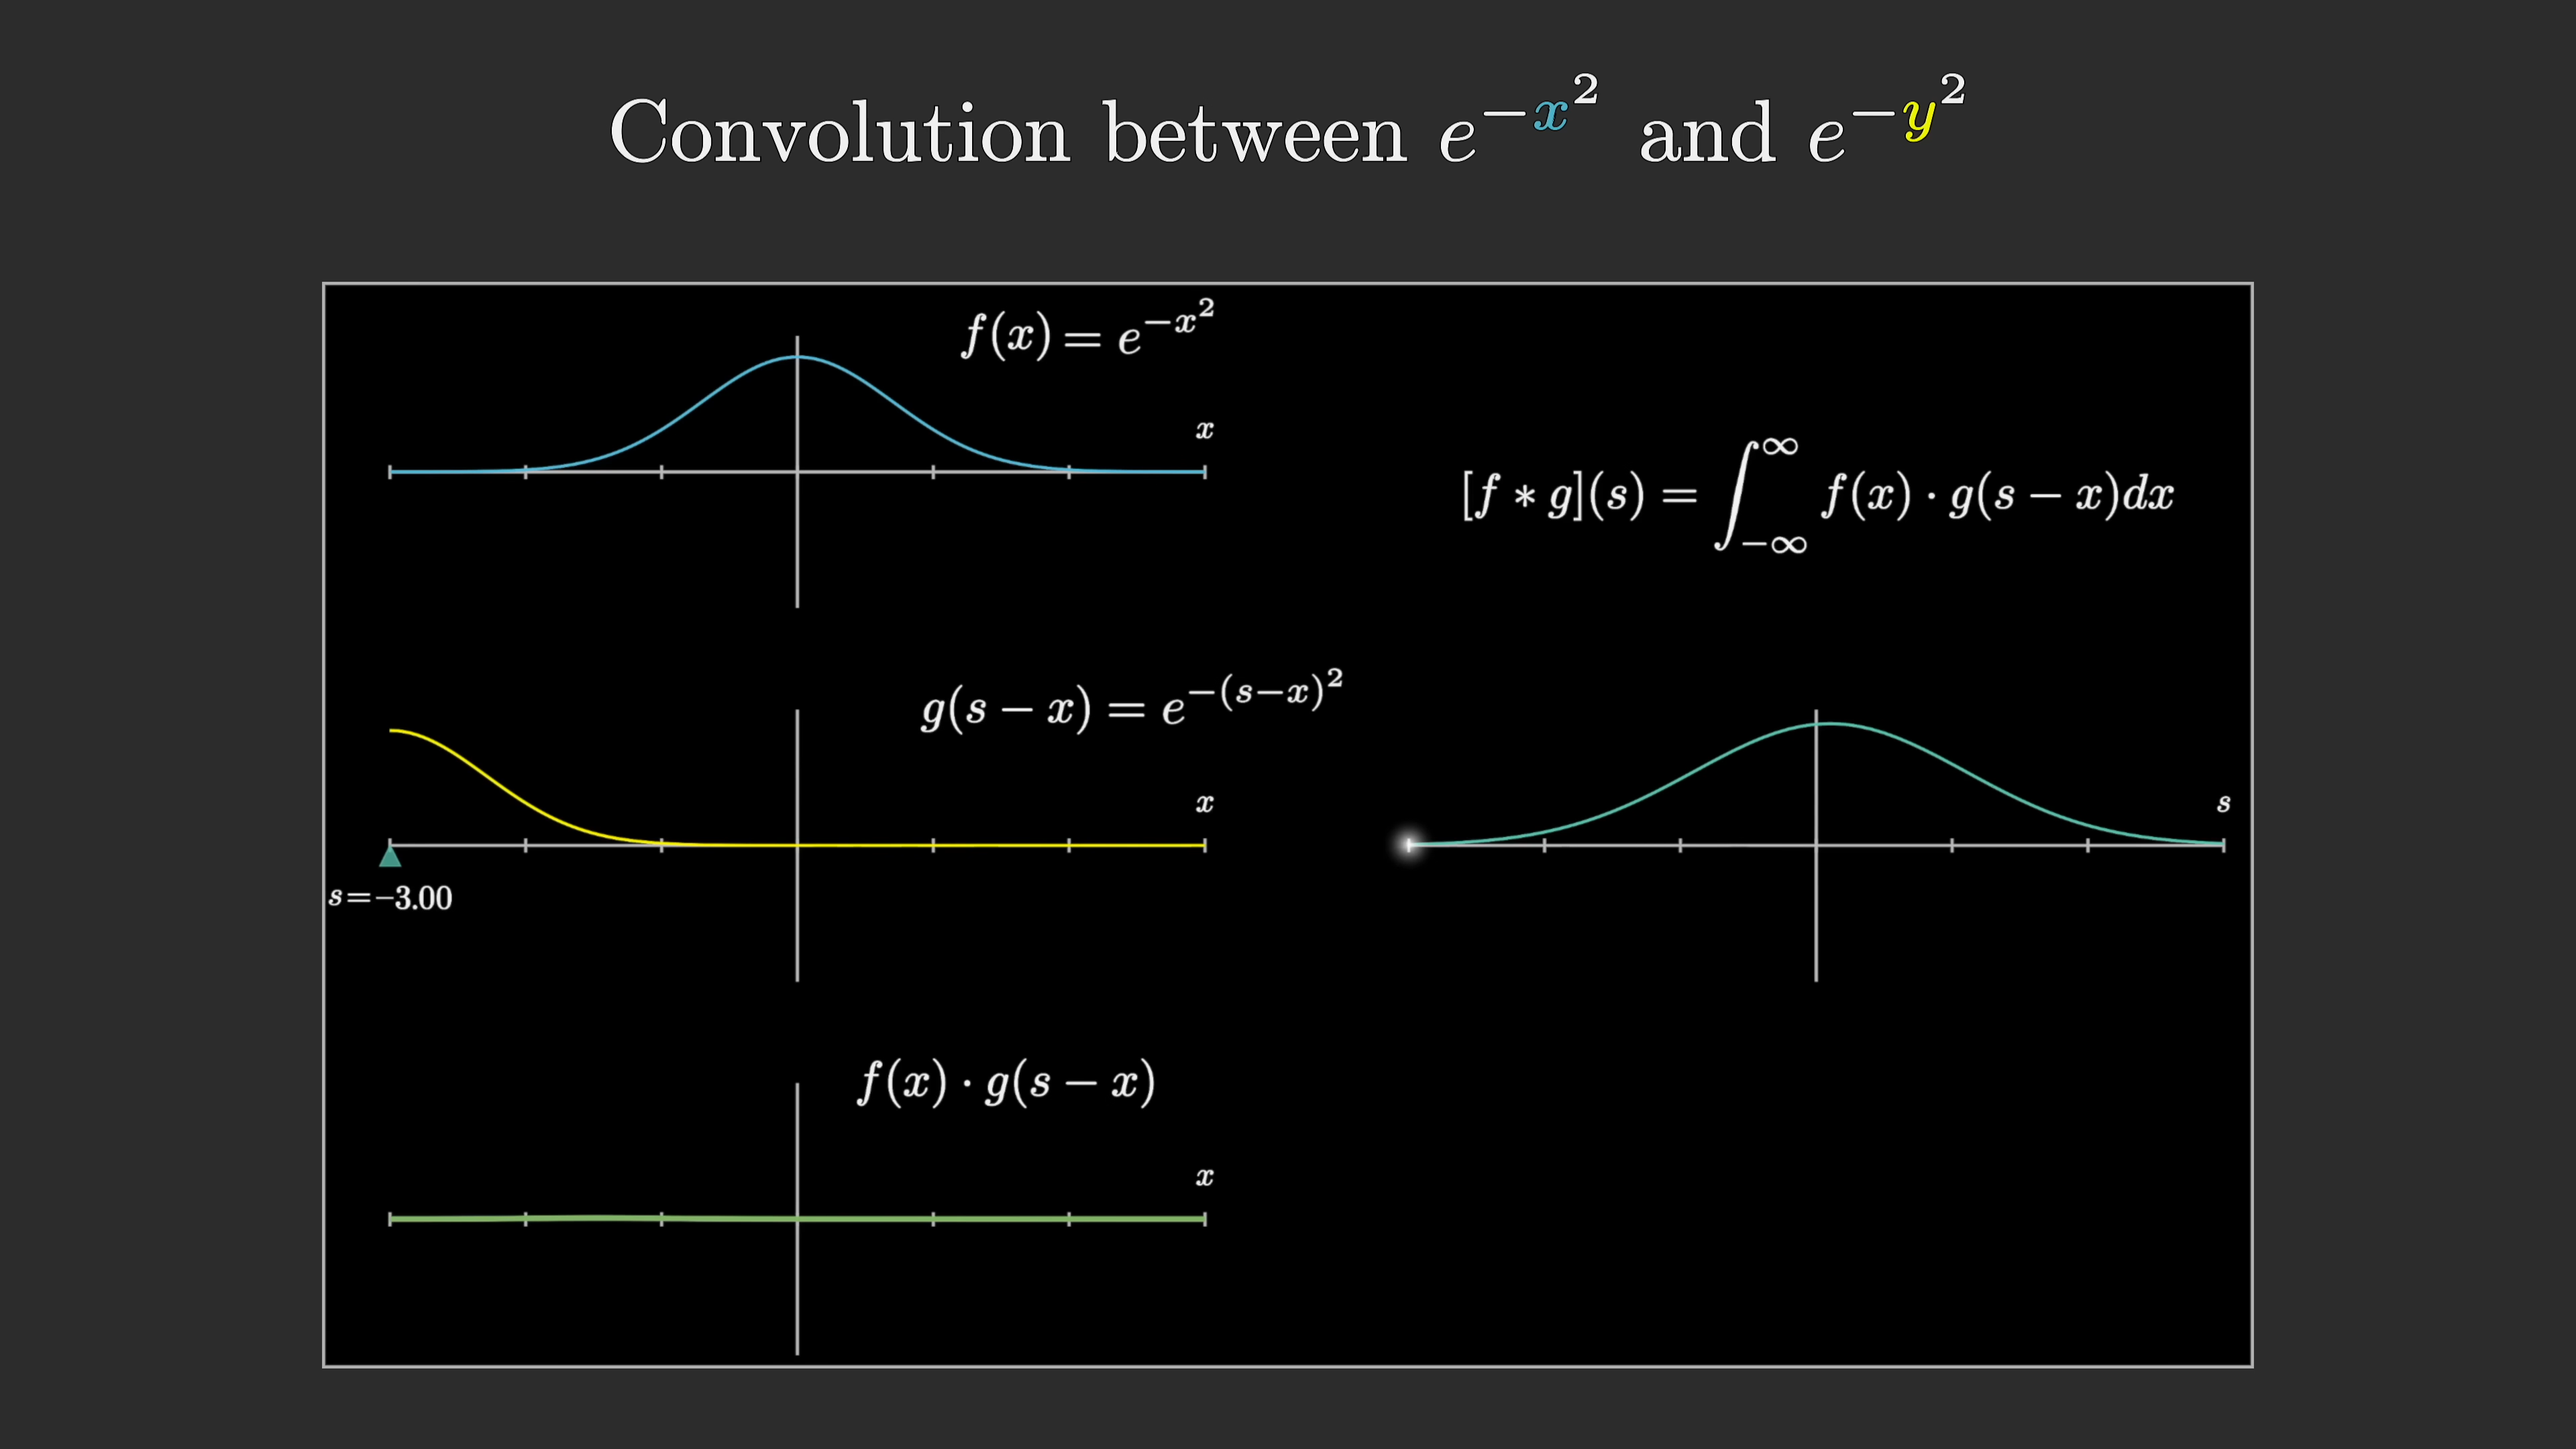 Convolution between e^{-x^2} and e^{-y^2}
f(x) = e^{-x^2}
x
[f * g](s) = ∫_{-∞}^{∞} f(x) · g(s − x)dx
g(s − x) = e^{-(s-x)^2}
x
s
s=−3.00
f(x) · g(s − x)
x